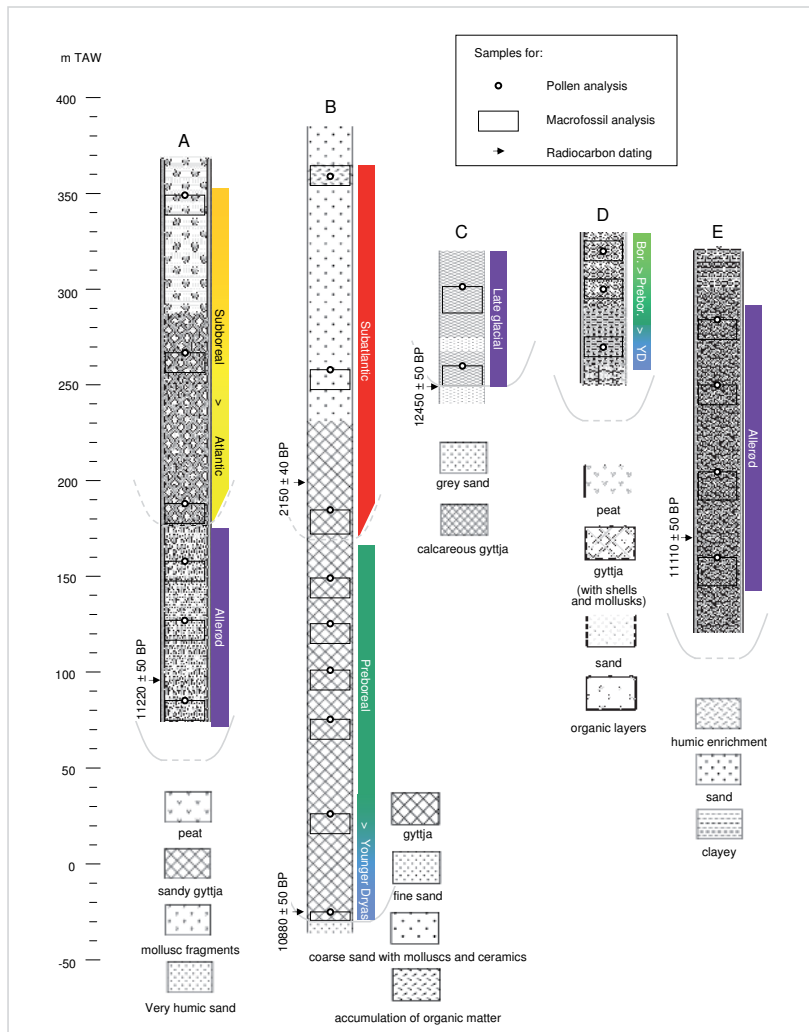 Samples for:
Pollen analysis
Macrofossil analysis
Radiocarbon dating
m TAW
400
350
300
250
200
150
100
50
0
-50
A
Subboreal > Atlantic
Allerød
11220 ± 50 BP
peat
sandy gyttja
mollusc fragments
Very humic sand
B
Subatlantic
2150 ± 40 BP
Preboreal > Younger Dryas
10880 ± 50 BP
gyttja
fine sand
coarse sand with molluscs and ceramics
accumulation of organic matter
C
Late glacial
12450 ± 50 BP
grey sand
calcareous gyttja
D
Bor. > Prebor. > YD
peat
gyttja
(with shells
and mollusks)
sand
organic layers
E
Allerød
11110 ± 50 BP
humic enrichment
sand
clayey